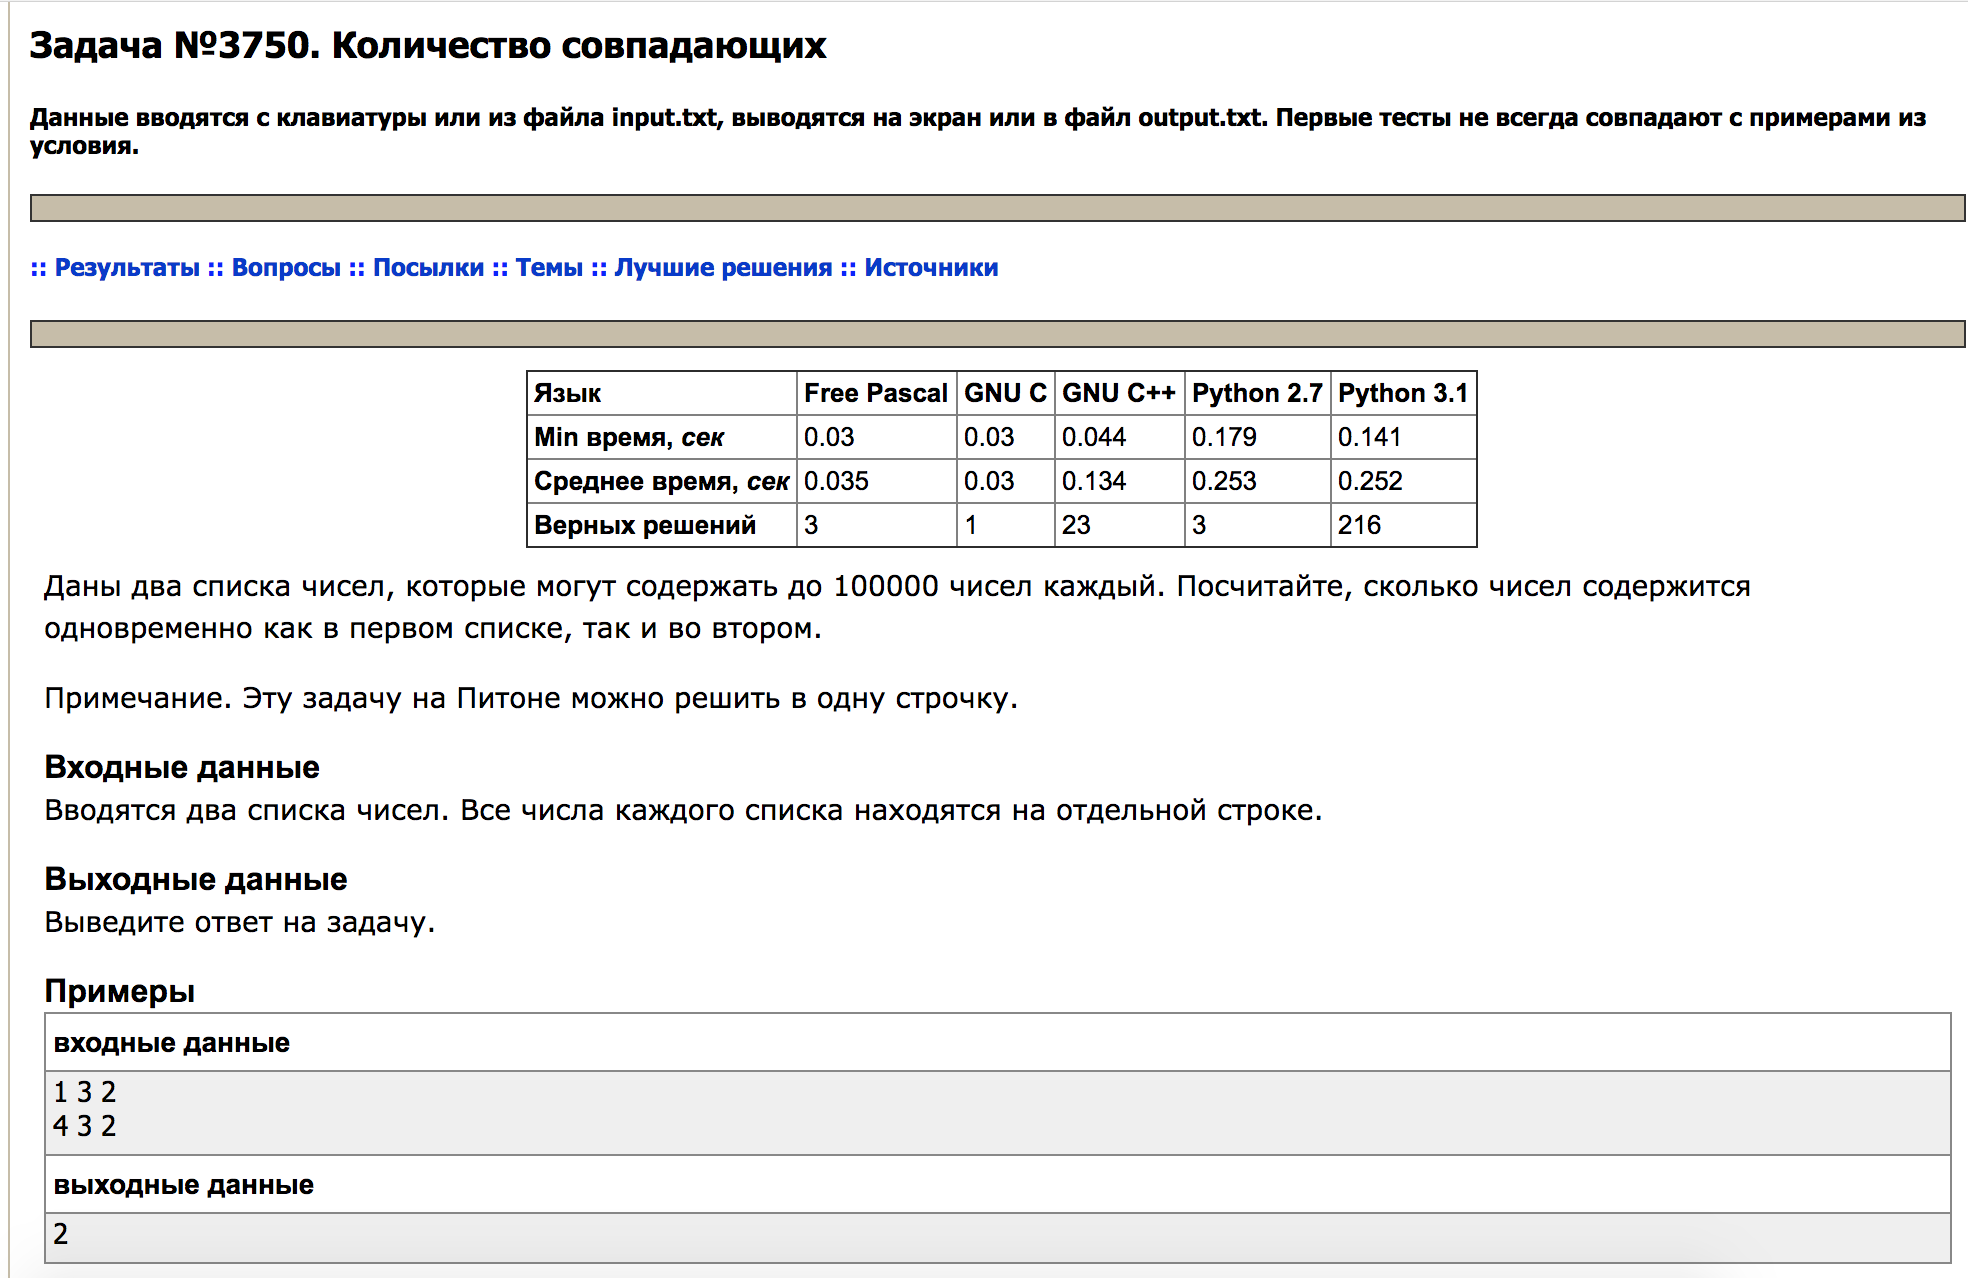 Задача №3750. Количество совпадающих
Данные вводятся с клавиатуры или из файла input.txt, выводятся на экран или в файл output.txt. Первые тесты не всегда совпадают с примерами из
условия.
:: Результаты :: Вопросы :: Посылки :: Темы :: Лучшие решения :: Источники
Язык Free Pascal GNU C GNU C++ Python 2.7 Python 3.1
Min время, сек 0.03 0.03 0.044 0.179 0.141
Среднее время, сек 0.035 0.03 0.134 0.253 0.252
Верных решений 3 1 23 3 216
Даны два списка чисел, которые могут содержать до 100000 чисел каждый. Посчитайте, сколько чисел содержится
одновременно как в первом списке, так и во втором.
Примечание. Эту задачу на Питоне можно решить в одну строчку.
Входные данные
Вводятся два списка чисел. Все числа каждого списка находятся на отдельной строке.
Выходные данные
Выведите ответ на задачу.
Примеры
входные данные
1 3 2
4 3 2
выходные данные
2